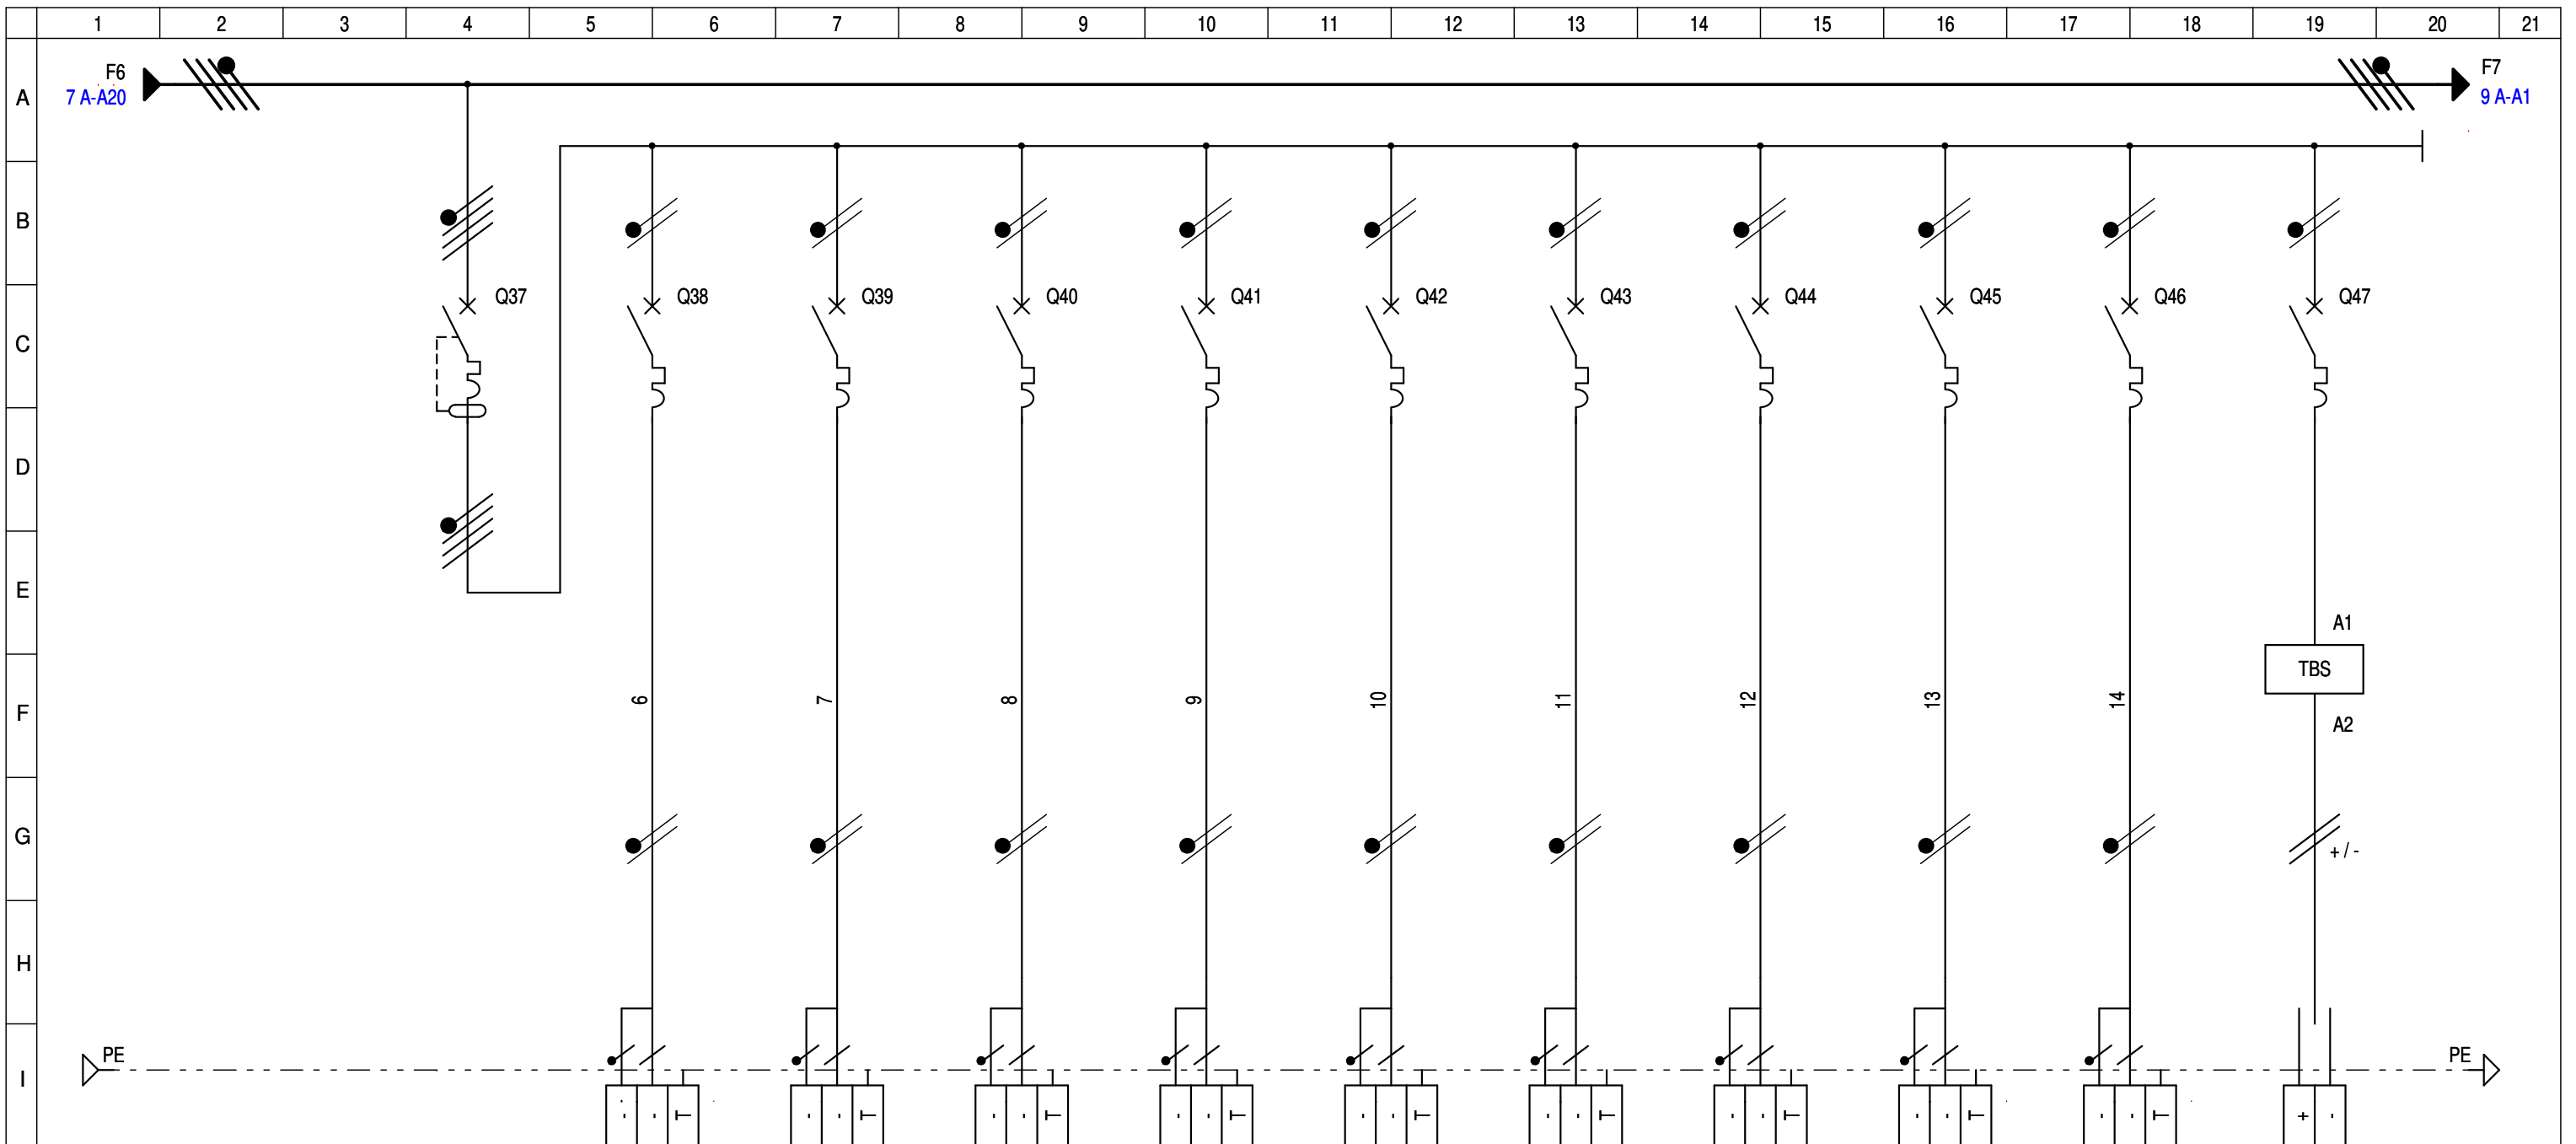 1 2 3 4 5 6 7 8 9 10 11 12 13 14 15 16 17 18 19 20 21
A
F6
7 A-A20
F7
9 A-A1
B
C
Q37 Q38 Q39 Q40 Q41 Q42 Q43 Q44 Q45 Q46 Q47
D
E
A1
TBS
F
6 7 8 9 10 11 12 13 14
A2
G
+ / -
H
I
PE
PE
- - T - - T - - T - - T - - T - - T - - T - - T - - T + -